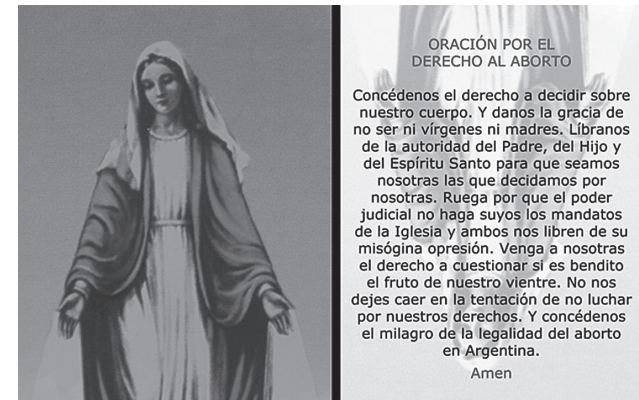 ORACIÓN POR EL
DERECHO AL ABORTO
Concédenos el derecho a decidir sobre
nuestro cuerpo. Y danos la gracia de
no ser ni vírgenes ni madres. Líbranos
de la autoridad del Padre, del Hijo y
del Espíritu Santo para que seamos
nosotras las que decidamos por
nosotras. Ruega por que el poder
judicial no haga suyos los mandatos
de la Iglesia y ambos nos libren de su
misógina opresión. Venga a nosotras
el derecho a cuestionar si es bendito
el fruto de nuestro vientre. No nos
dejes caer en la tentación de no luchar
por nuestros derechos. Y concédenos
el milagro de la legalidad del aborto
en Argentina.
Amen